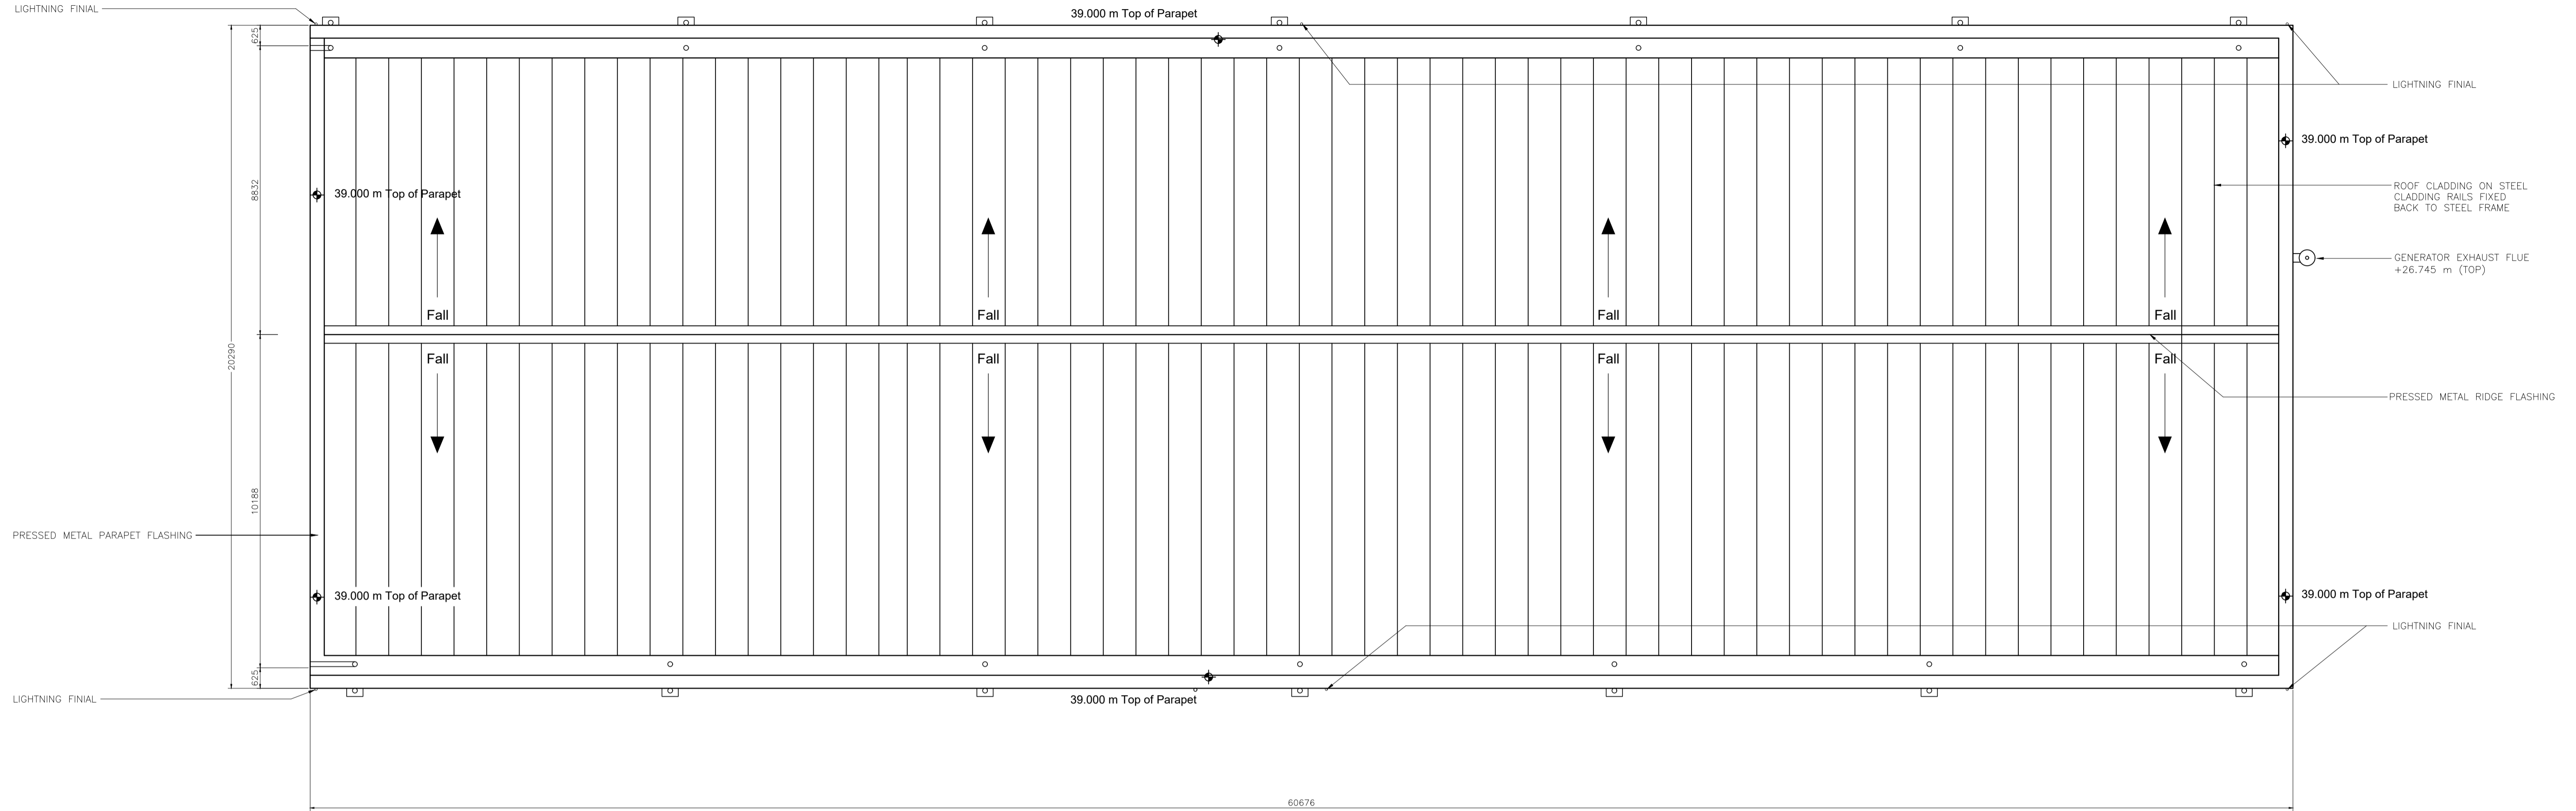 LIGHTNING FINIAL
39.000 m Top of Parapet
625
LIGHTNING FINIAL
39.000 m Top of Parapet
8832
39.000 m Top of Parapet
ROOF CLADDING ON STEEL
CLADDING RAILS FIXED
BACK TO STEEL FRAME
GENERATOR EXHAUST FLUE
+26.745 m (TOP)
Fall
Fall
Fall
Fall
20290
Fall
Fall
Fall
Fall
PRESSED METAL RIDGE FLASHING
10188
PRESSED METAL PARAPET FLASHING
39.000 m Top of Parapet
39.000 m Top of Parapet
LIGHTNING FINIAL
625
LIGHTNING FINIAL
39.000 m Top of Parapet
60676